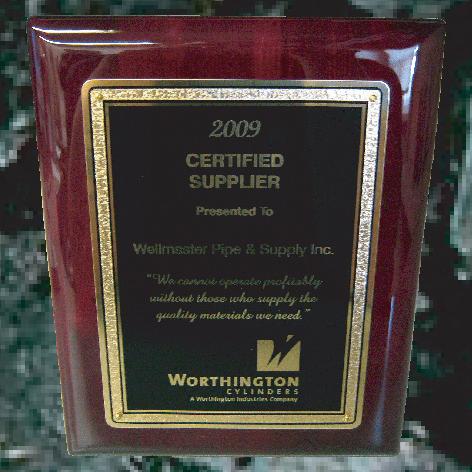 2009
CERTIFIED
SUPPLIER
Presented To
Wellmaster Pipe & Supply Inc.
"We cannot operate profitably
without those who supply the
quality materials we need."
WORTHINGTON
CYLINDERS
A Worthington Industries Company